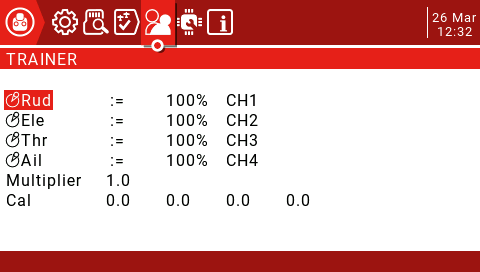 26 Mar
12:32
TRAINER
Rud := 100% CH1
Ele := 100% CH2
Thr := 100% CH3
Ail := 100% CH4
Multiplier 1.0
Cal 0.0 0.0 0.0 0.0